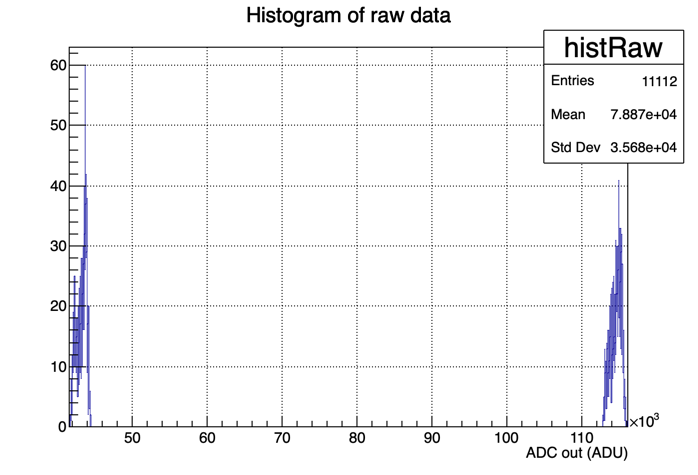 Histogram of raw data
histRaw
Entries 11112
Mean 7.887e+04
Std Dev 3.568e+04
60
50
40
30
20
10
0
50 60 70 80 90 100 110
×10³
ADC out (ADU)